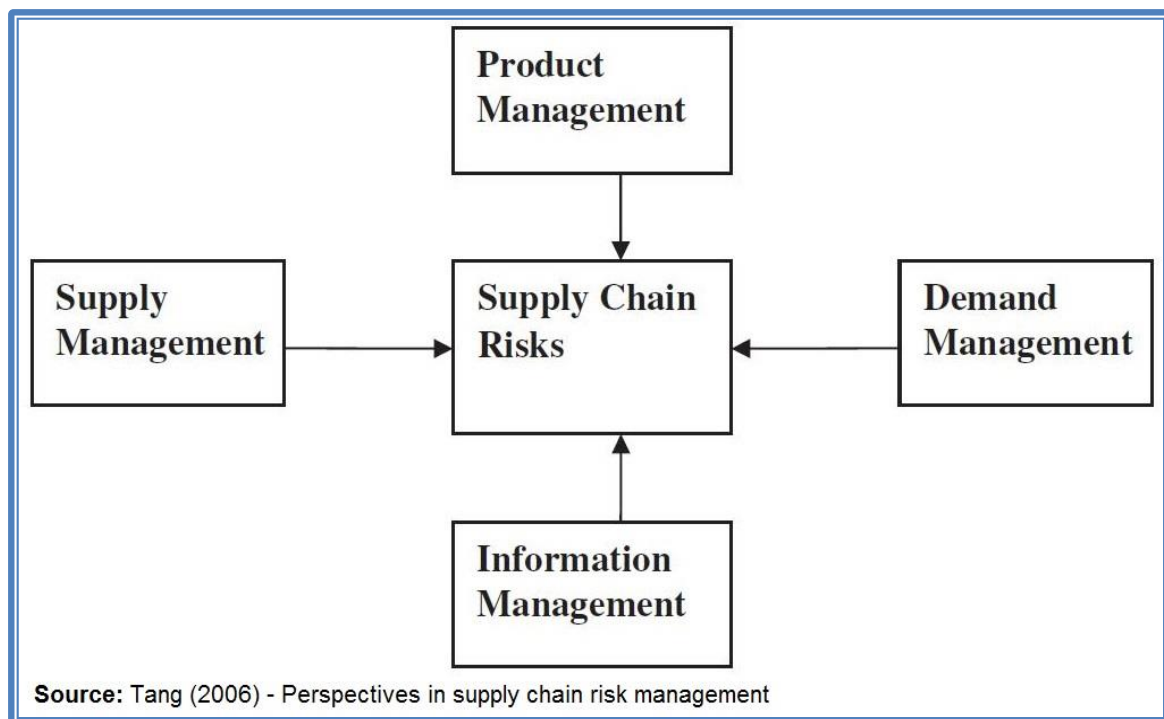 Product
Management
Supply
Management
Supply Chain
Risks
Demand
Management
Information
Management
Source: Tang (2006) - Perspectives in supply chain risk management